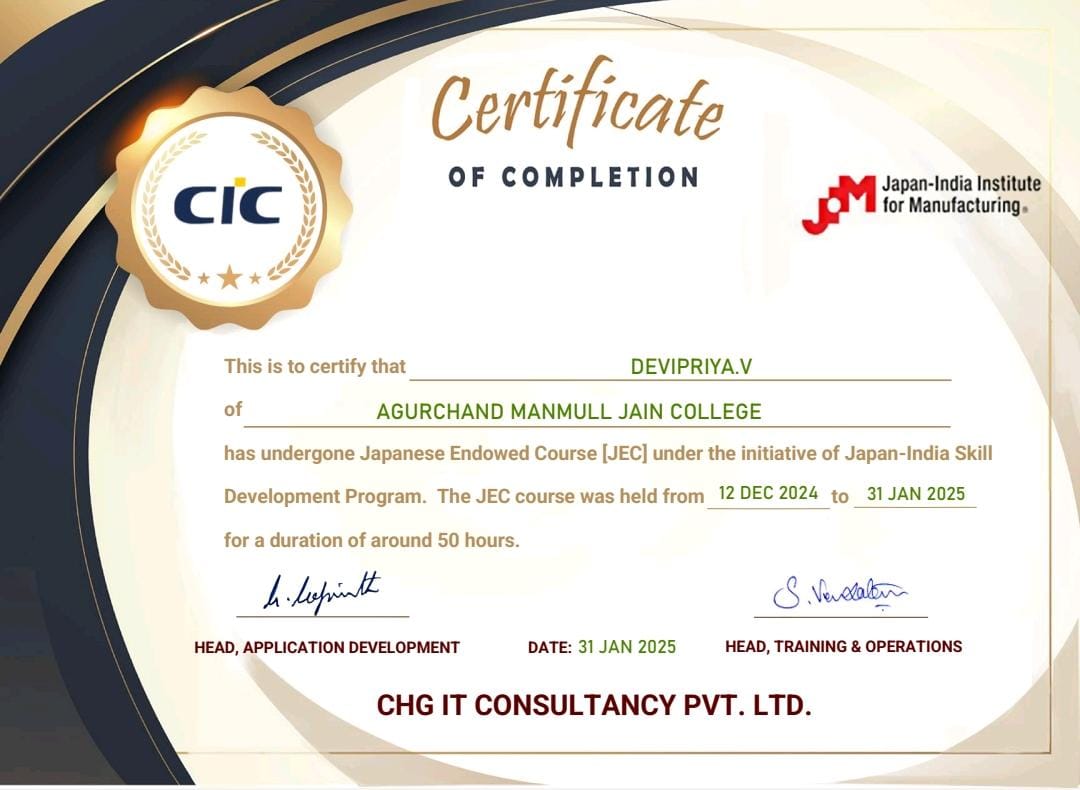 Certificate
OF COMPLETION
CIC
Japan-India Institute
for Manufacturing®
This is to certify that DEVIPRIYA.V
of AGURCHAND MANMULL JAIN COLLEGE
has undergone Japanese Endowed Course [JEC] under the initiative of Japan-India Skill
Development Program. The JEC course was held from 12 DEC 2024 to 31 JAN 2025
for a duration of around 50 hours.
HEAD, APPLICATION DEVELOPMENT
DATE: 31 JAN 2025
HEAD, TRAINING & OPERATIONS
CHG IT CONSULTANCY PVT. LTD.